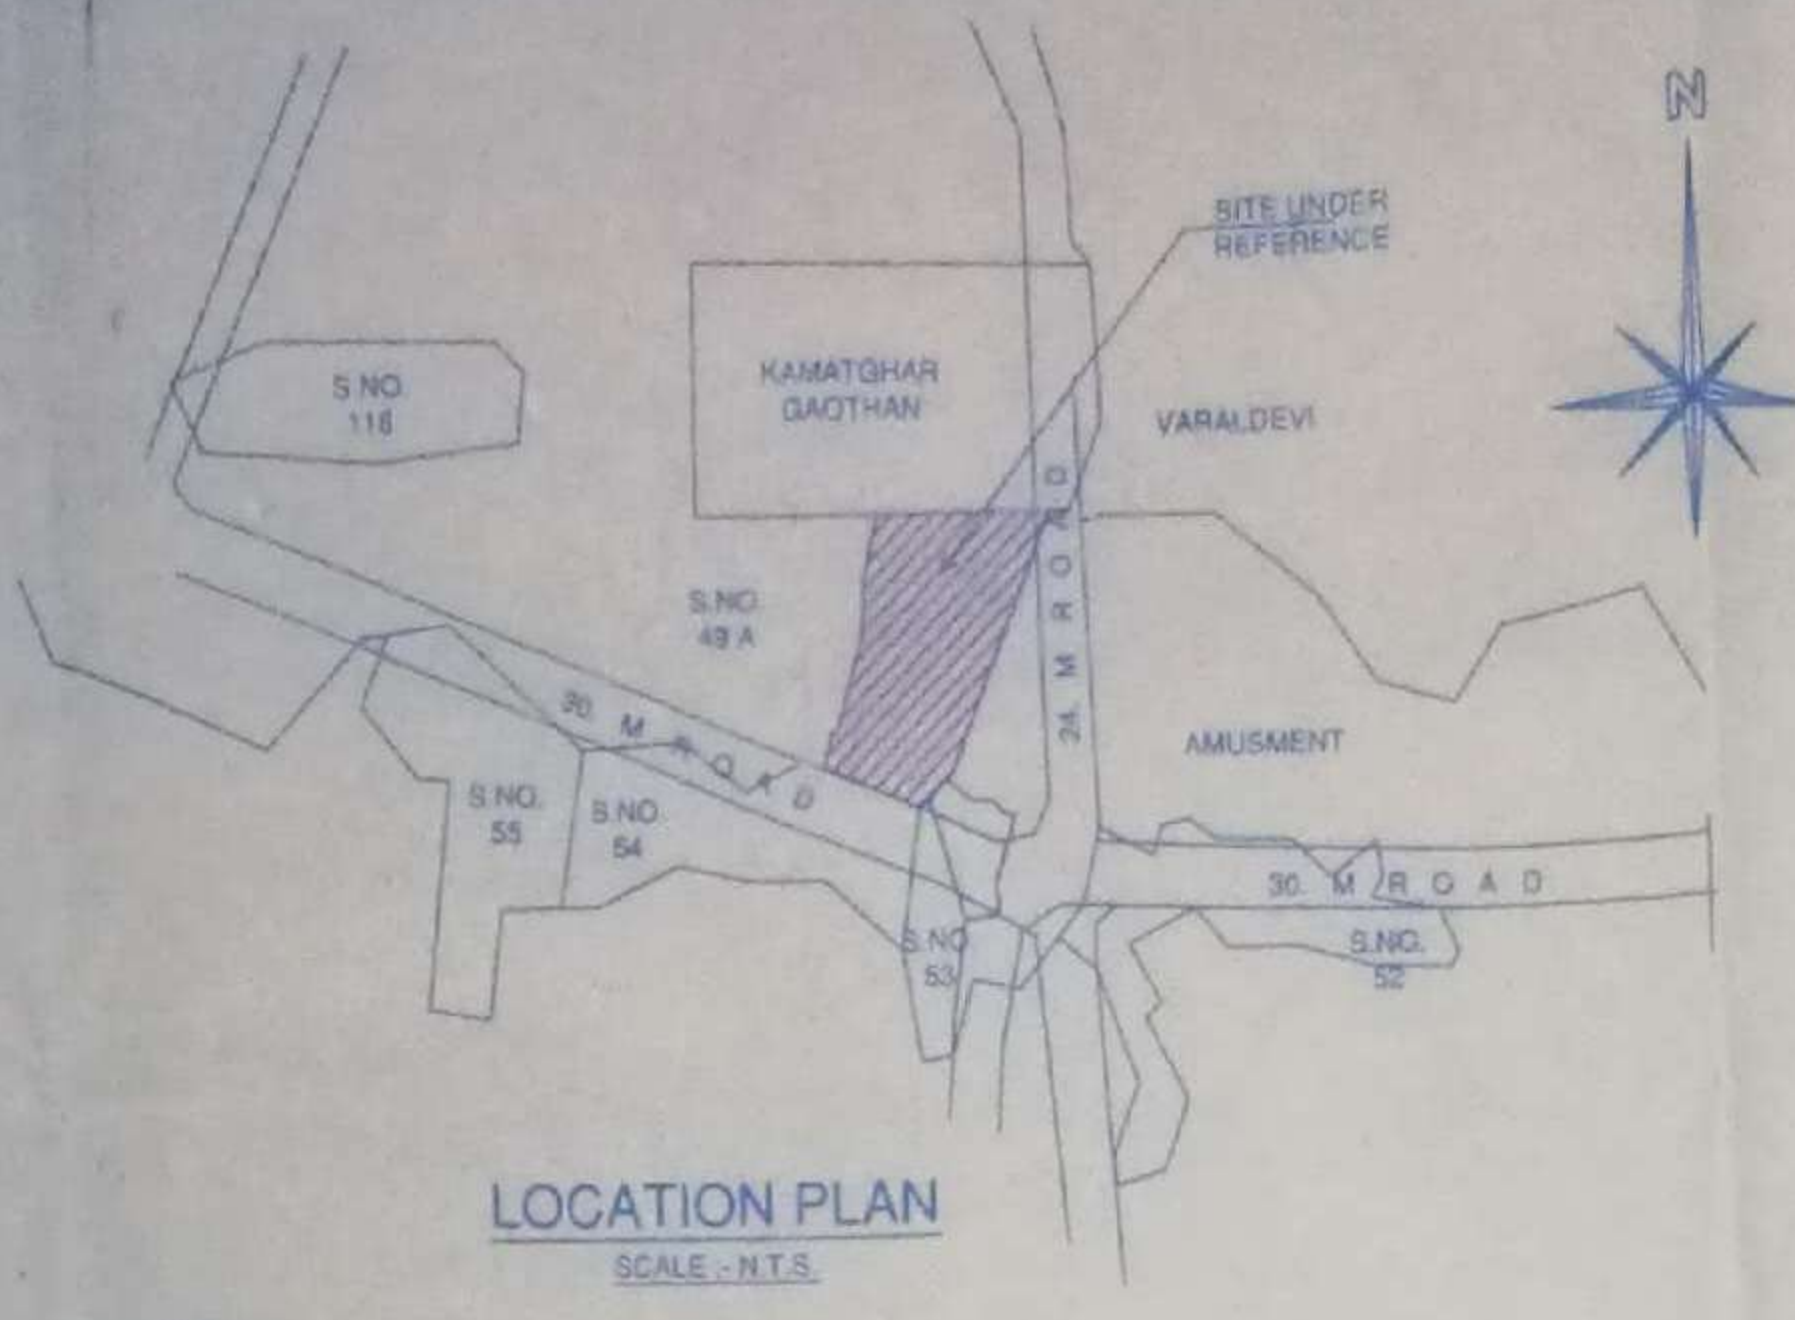 N
SITE UNDER
REFERENCE
KAMATGHAR
GAOTHAN
S.NO.
118
VARALDEVI
24. M ROAD
S.NO.
49 A
30. M ROAD
AMUSMENT
S.NO.
55
S.NO.
54
30. M ROAD
S.NO.
53
S.NO.
52
LOCATION PLAN
SCALE :- N.T.S.